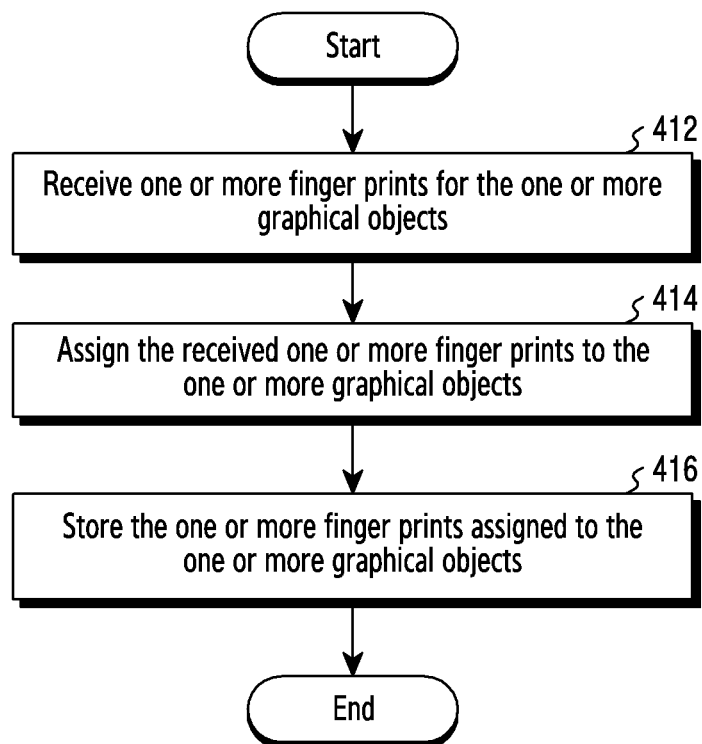 Start
412
Receive one or more finger prints for the one or more
graphical objects
414
Assign the received one or more finger prints to the
one or more graphical objects
416
Store the one or more finger prints assigned to the
one or more graphical objects
End